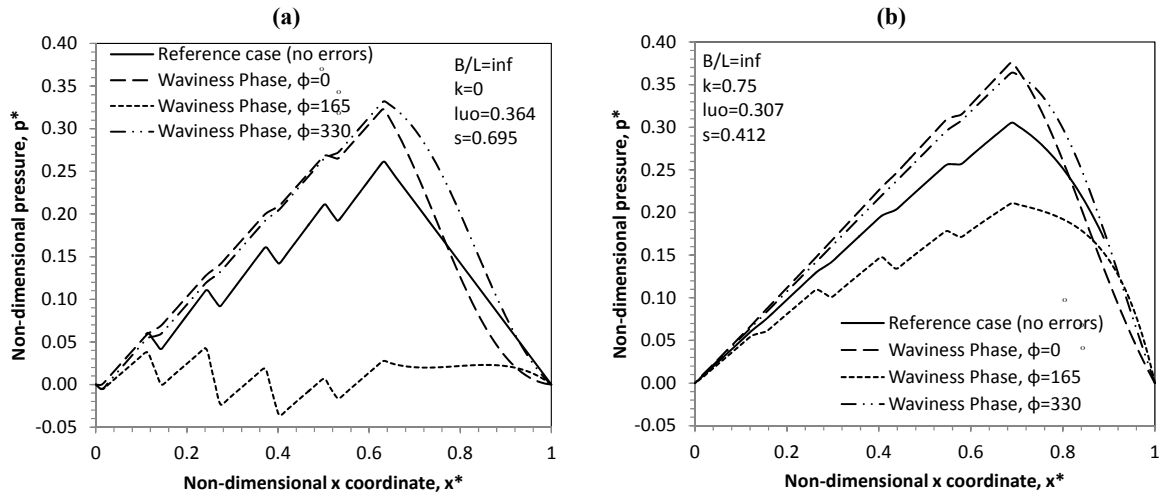 (a)
0.40
0.35
0.30
0.25
0.20
0.15
0.10
0.05
0.00
-0.05
Non-dimensional pressure, p*
Reference case (no errors)
Waviness Phase, ϕ=0°
Waviness Phase, ϕ=165°
Waviness Phase, ϕ=330°
B/L=inf
k=0
luo=0.364
s=0.695
0 0.2 0.4 0.6 0.8 1
Non-dimensional x coordinate, x*
(b)
0.40
0.35
0.30
0.25
0.20
0.15
0.10
0.05
0.00
-0.05
Non-dimensional pressure, p*
B/L=inf
k=0.75
luo=0.307
s=0.412
Reference case (no errors)
Waviness Phase, ϕ=0°
Waviness Phase, ϕ=165
Waviness Phase, ϕ=330
0 0.2 0.4 0.6 0.8 1
Non-dimensional x coordinate, x*